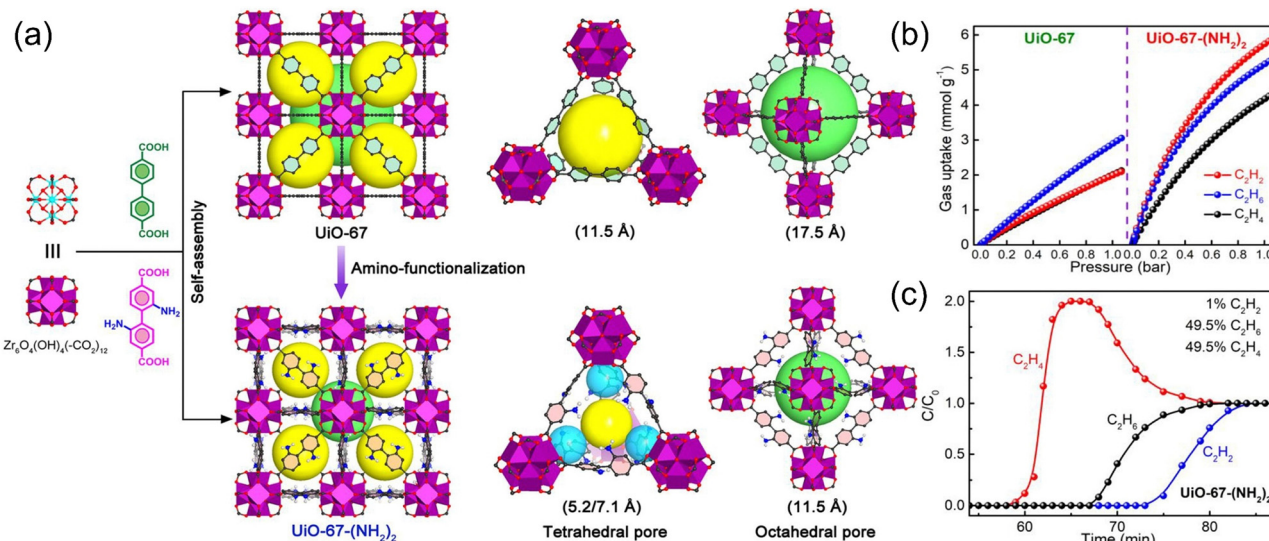 (a)
COOH
COOH
III
Self-assembly
COOH
H₂N
NH₂
COOH
Zr₆O₄(OH)₄(-CO₂)₁₂
UiO-67
(11.5 Å)
(17.5 Å)
Amino-functionalization
UiO-67-(NH₂)₂
(5.2/7.1 Å)
Tetrahedral pore
(11.5 Å)
Octahedral pore
(b)
UiO-67
UiO-67-(NH₂)₂
Gas uptake (mmol g⁻¹)
6
5
4
3
2
1
0
C₂H₂
C₂H₆
C₂H₄
0.0 0.2 0.4 0.6 0.8 1.0 0.0 0.2 0.4 0.6 0.8 1.0
Pressure (bar)
(c)
C/C₀
2.0
1.5
1.0
0.5
0.0
1% C₂H₂
49.5% C₂H₆
49.5% C₂H₄
C₂H₄
C₂H₆
C₂H₂
UiO-67-(NH₂)₂
60 70 80
Time (min)